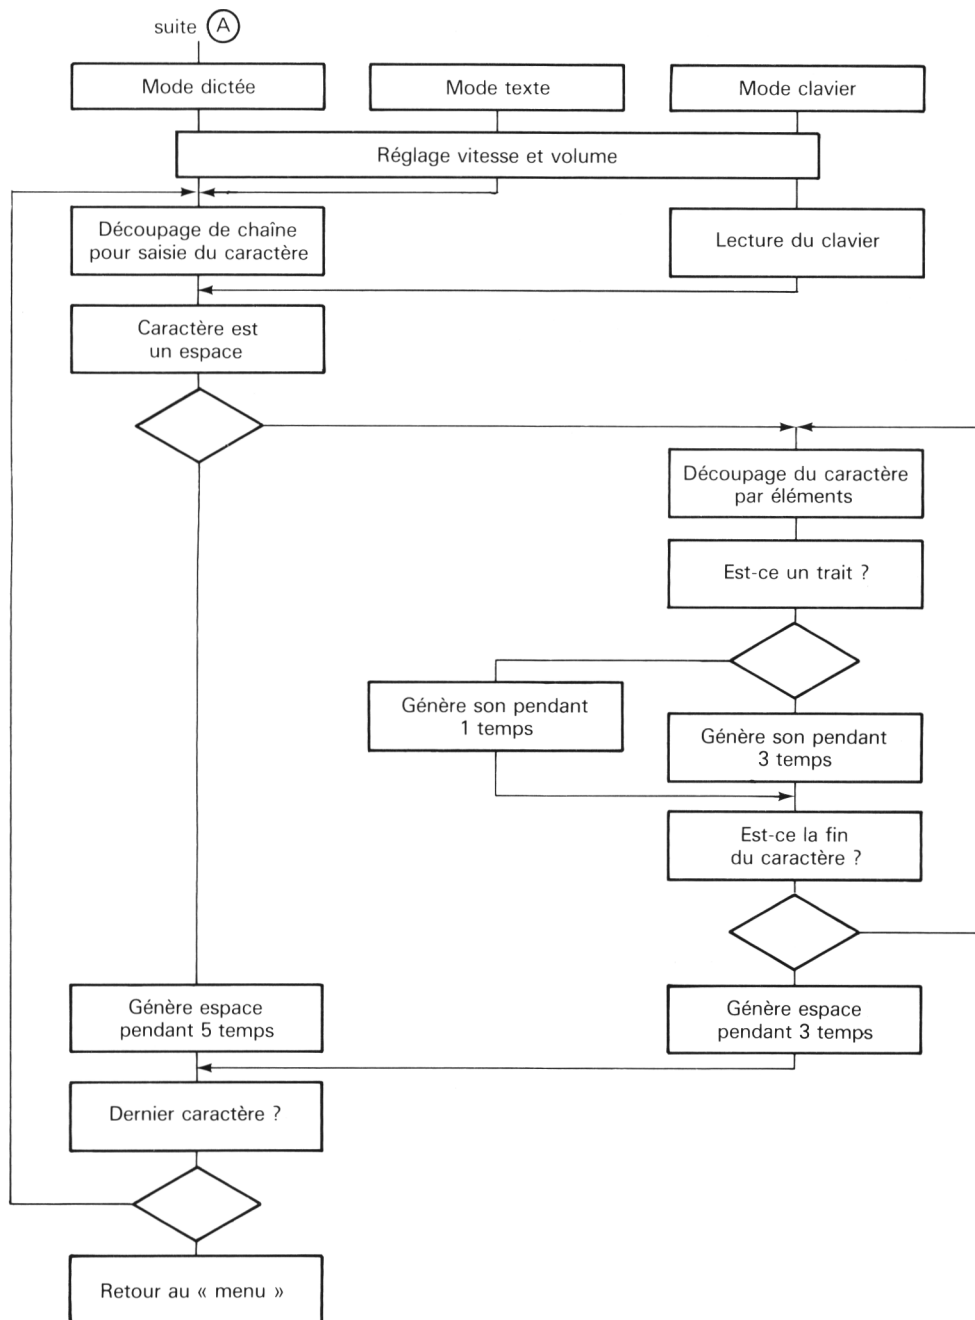 suite A
Mode dictée
Mode texte
Mode clavier
Réglage vitesse et volume
Découpage de chaîne
pour saisie du caractère
Lecture du clavier
Caractère est
un espace
Découpage du caractère
par éléments
Est-ce un trait ?
Génère son pendant
1 temps
Génère son pendant
3 temps
Est-ce la fin
du caractère ?
Génère espace
pendant 5 temps
Génère espace
pendant 3 temps
Dernier caractère ?
Retour au « menu »